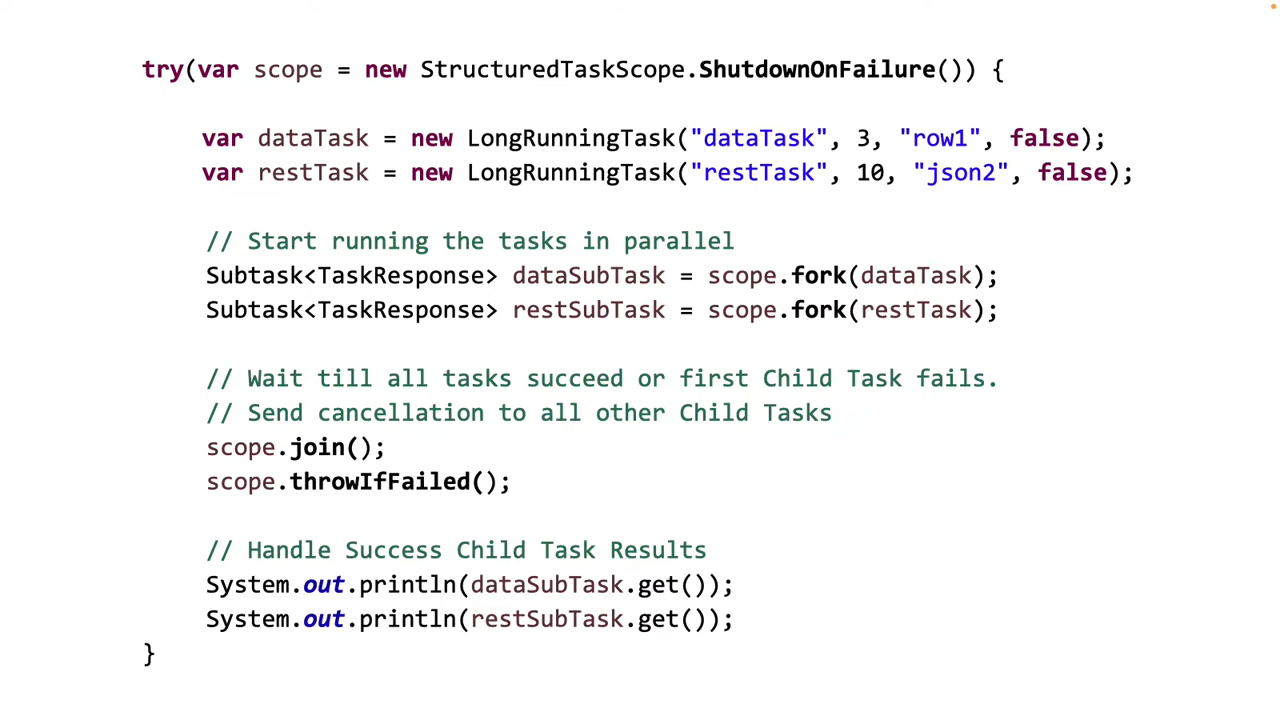 try(var scope = new StructuredTaskScope.ShutdownOnFailure()) {
var dataTask = new LongRunningTask("dataTask", 3, "row1", false);
var restTask = new LongRunningTask("restTask", 10, "json2", false);
// Start running the tasks in parallel
Subtask<TaskResponse> dataSubTask = scope.fork(dataTask);
Subtask<TaskResponse> restSubTask = scope.fork(restTask);
// Wait till all tasks succeed or first Child Task fails.
// Send cancellation to all other Child Tasks
scope.join();
scope.throwIfFailed();
// Handle Success Child Task Results
System.out.println(dataSubTask.get());
System.out.println(restSubTask.get());
}